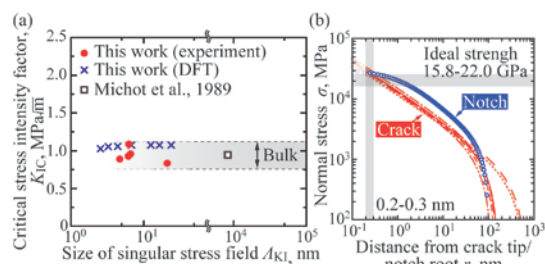 (a)
Critical stress intensity factor,
K_IC, MPa√m
2.5
2.0
1.5
1.0
0.5
0
This work (experiment)
This work (DFT)
Michot et al., 1989
Bulk
10^0
10^1
10^4
10^5
Size of singular stress field Λ_KI, nm
(b)
Normal stress σ, MPa
10^5
10^4
10^3
10^2
Ideal strengh
15.8-22.0 GPa
Notch
Crack
0.2-0.3 nm
10^-1
10^0
10^1
10^2
10^3
Distance from crack tip/